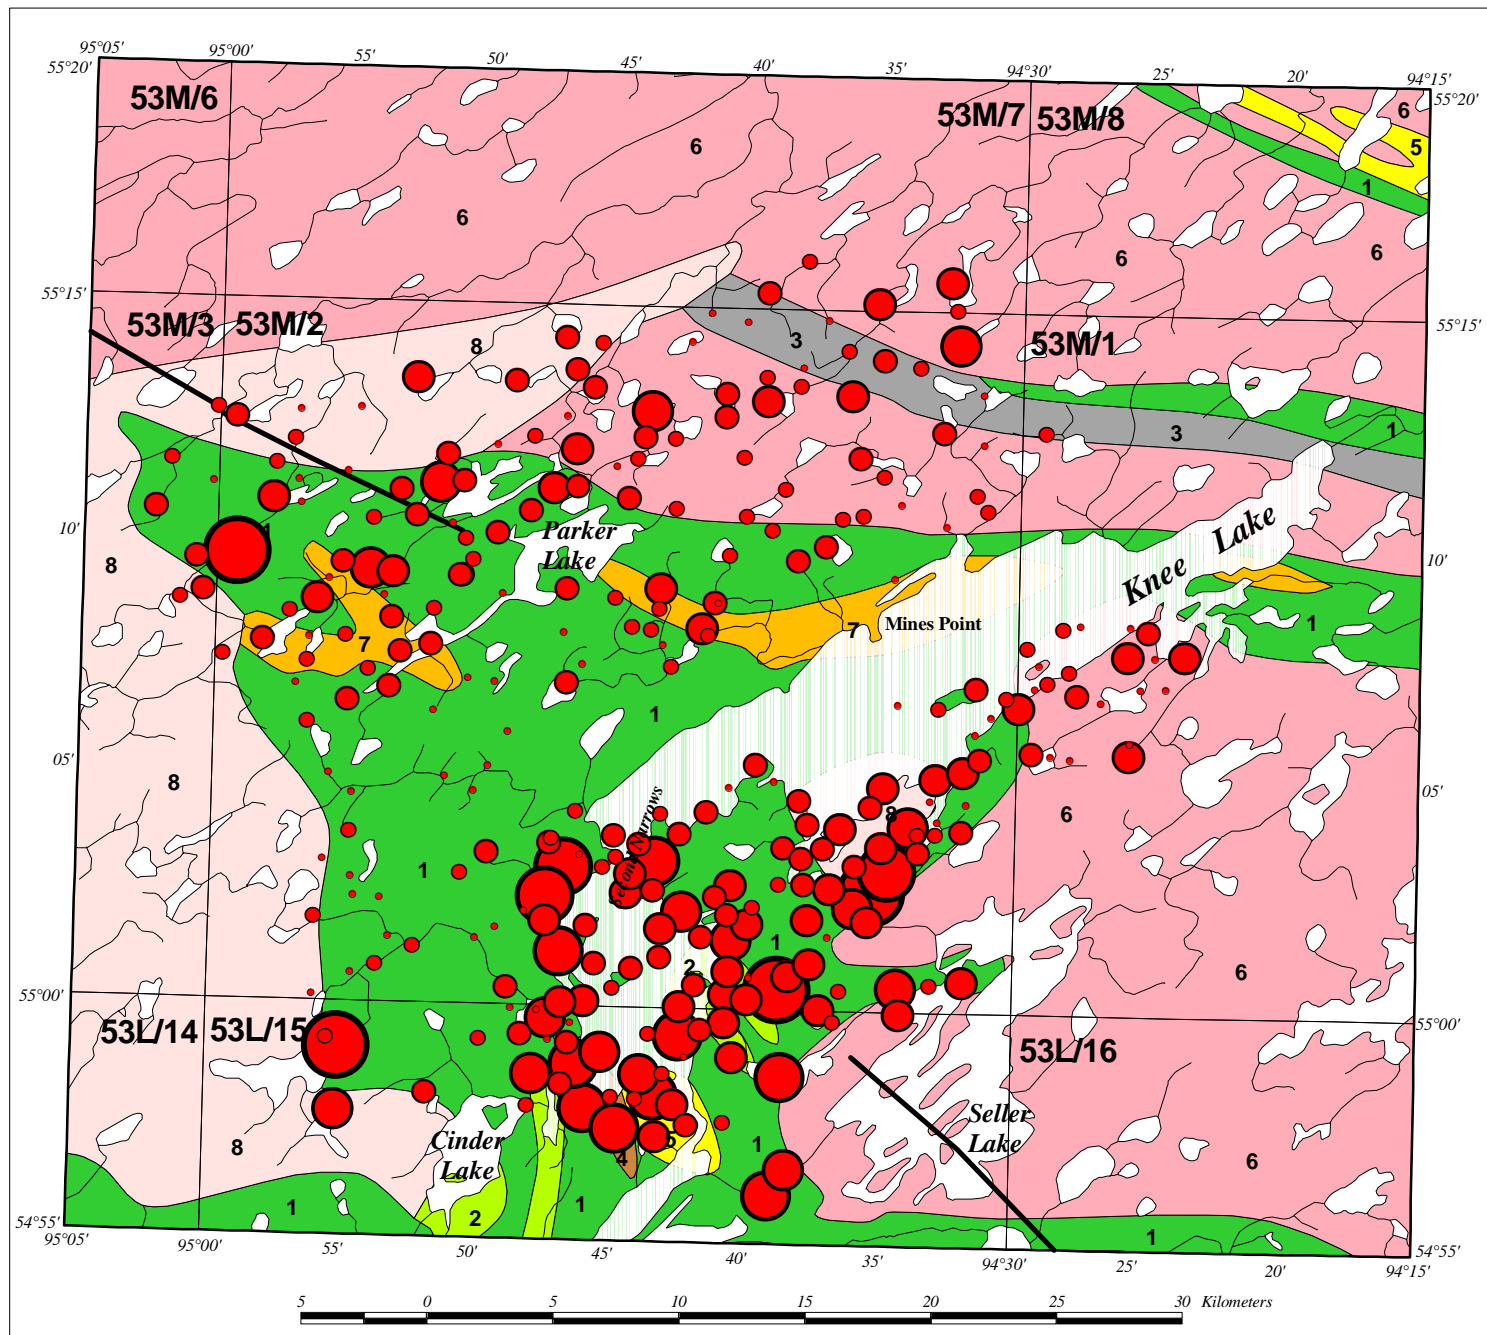 95°05' 95°00' 55' 50' 45' 40' 35' 94°30' 25' 20' 94°15'
55°20' 55°20'
53M/6 53M/7 53M/8
6 6 5
6 1
6 6 6
55°15' 55°15'
53M/3 53M/2 53M/1
8 3
3 1
10' 10'
1 Parker
Lake
Knee Lake
8
7 7 Mines Point 1
1
05' 05'
8 Second Narrows 8 6
1
1
2 6
55°00' 55°00'
53L/14 53L/15 53L/16
Seller
Lake
Cinder
Lake
8 4 5 1 6
1 2 1 1
54°55' 54°55'
95°05' 95°00' 55' 50' 45' 40' 35' 94°30' 25' 20' 94°15'
5 0 5 10 15 20 25 30 Kilometers